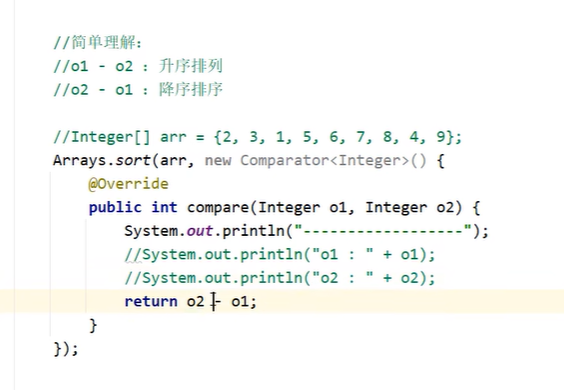 //简单理解：
//o1 - o2 : 升序排列
//o2 - o1 : 降序排序
//Integer[] arr = {2, 3, 1, 5, 6, 7, 8, 4, 9};
Arrays.sort(arr, new Comparator<Integer>() {
@Override
public int compare(Integer o1, Integer o2) {
System.out.println("------------------");
//System.out.println("o1 : " + o1);
//System.out.println("o2 : " + o2);
return o2 - o1;
}
});